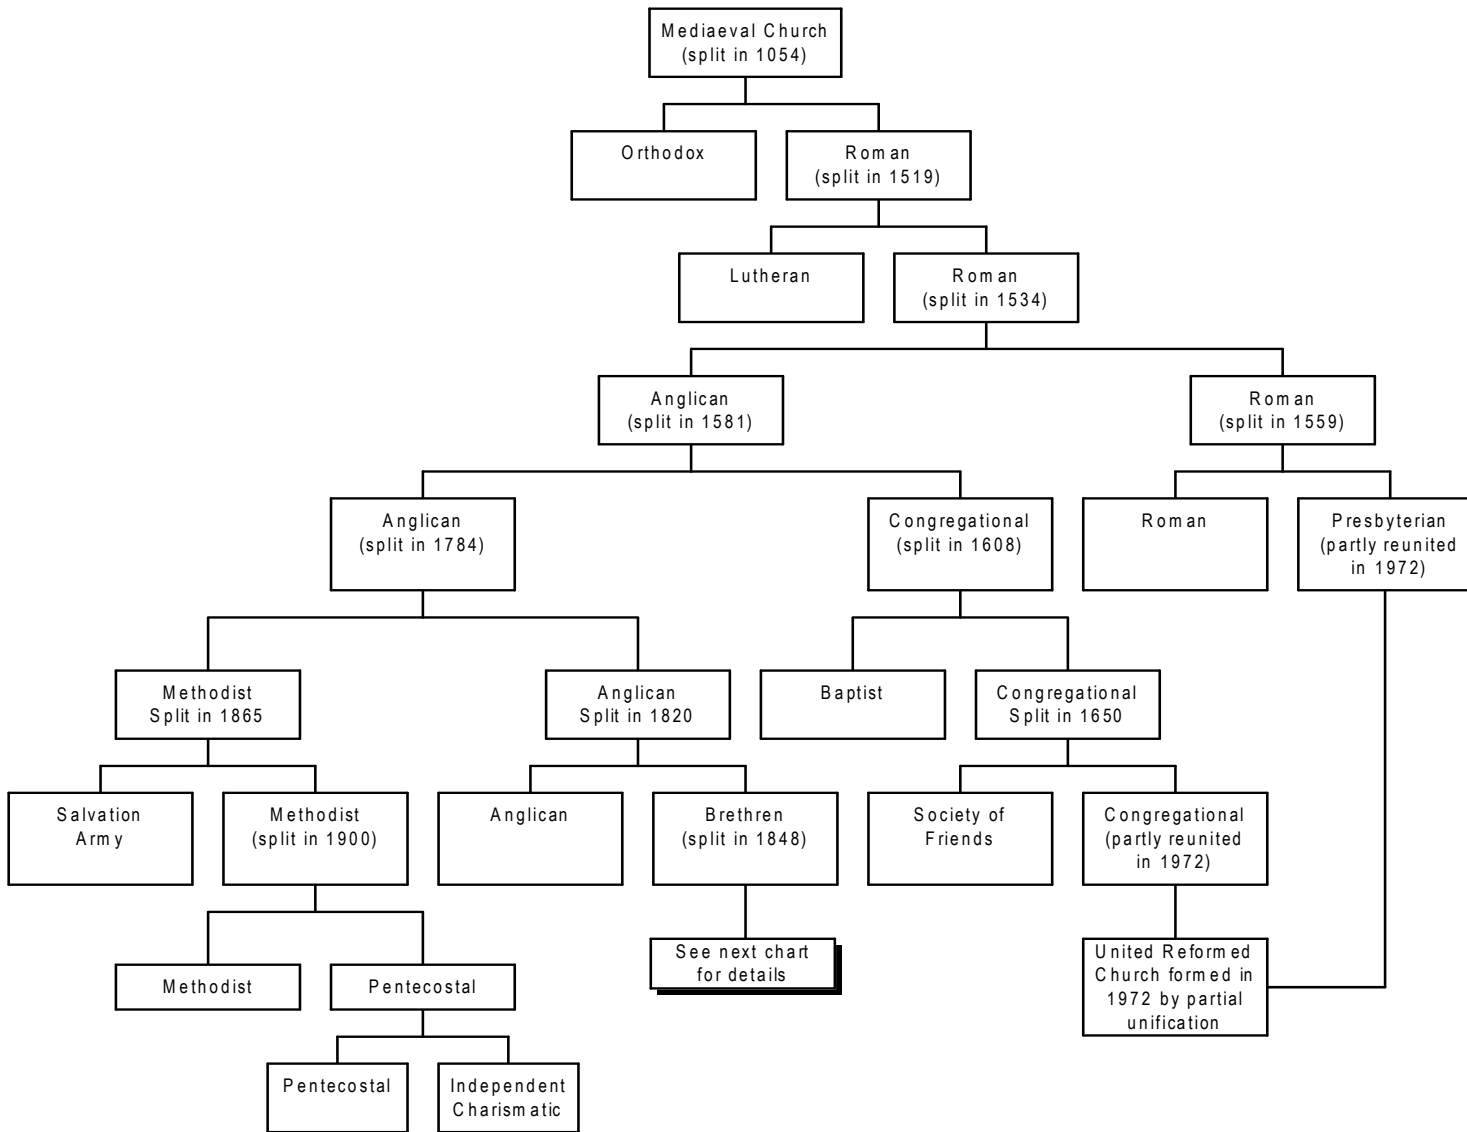 Mediaeval Church
(split in 1054)
Orthodox
Roman
(split in 1519)
Lutheran
Roman
(split in 1534)
Anglican
(split in 1581)
Roman
(split in 1559)
Anglican
(split in 1784)
Congregational
(split in 1608)
Roman
Presbyterian
(partly reunited
in 1972)
Methodist
Split in 1865
Anglican
Split in 1820
Baptist
Congregational
Split in 1650
Salvation
Army
Methodist
(split in 1900)
Anglican
Brethren
(split in 1848)
Society of
Friends
Congregational
(partly reunited
in 1972)
Methodist
Pentecostal
See next chart
for details
United Reformed
Church formed in
1972 by partial
unification
Pentecostal
Independent
Charismatic